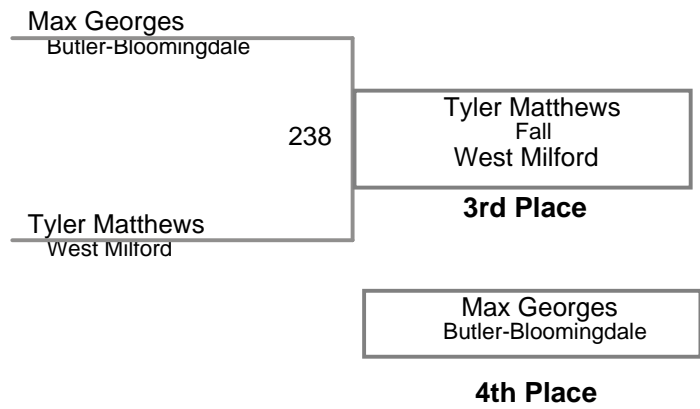 Max Georges
Butler-Bloomingdale
238
Tyler Matthews
Fall
West Milford
3rd Place
Tyler Matthews
West Milford
Max Georges
Butler-Bloomingdale
4th Place